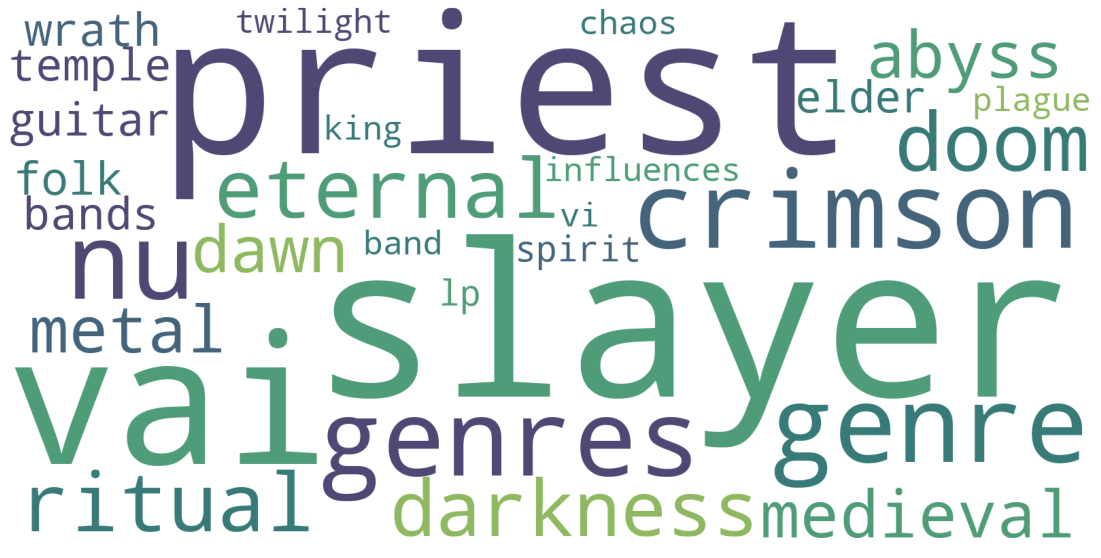 wrath
twilight
chaos
priest
abyss
temple
elder
plague
guitar
king
doom
folk
eternal
influences
crimson
bands
vi
nu
dawn
band
spirit
slayer
lp
metal
vai
genres
genre
ritual
darkness
medieval